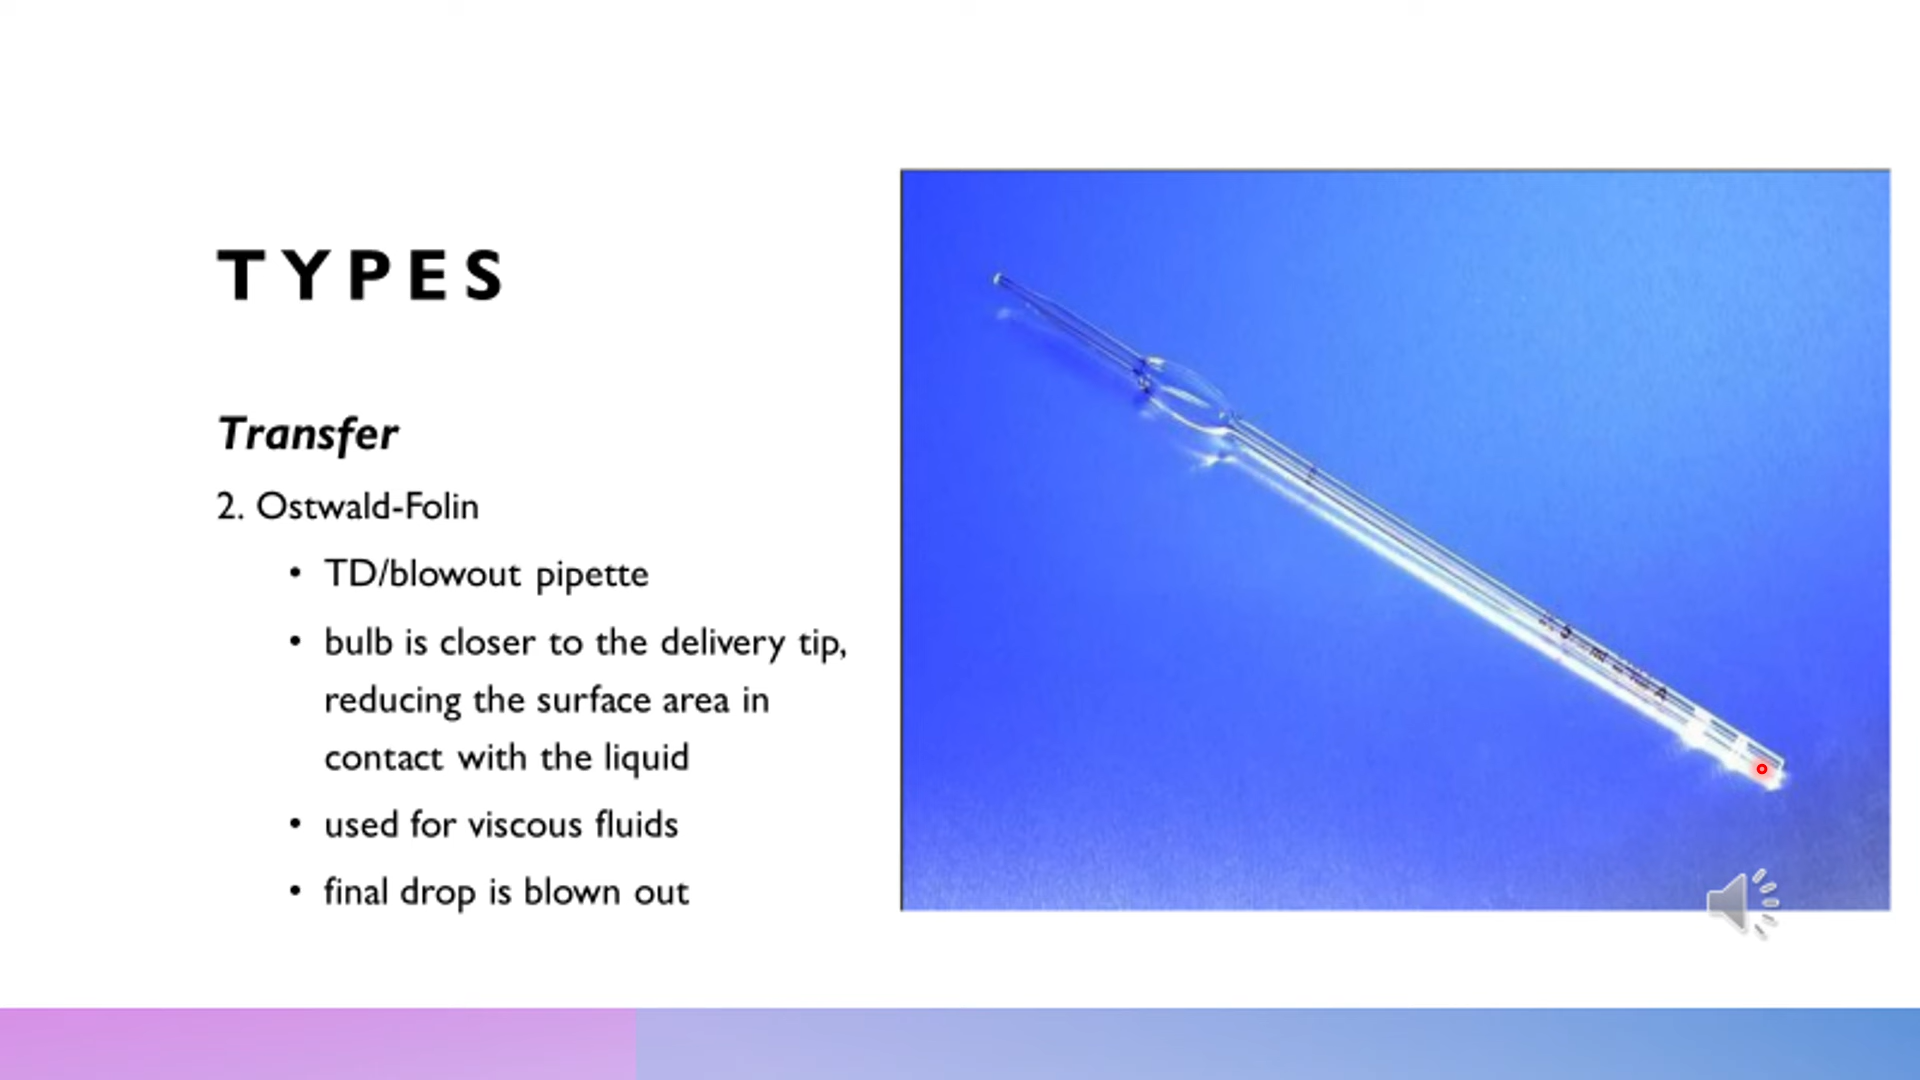 TYPES
Transfer
2. Ostwald-Folin
• TD/blowout pipette
• bulb is closer to the delivery tip,
reducing the surface area in
contact with the liquid
• used for viscous fluids
• final drop is blown out